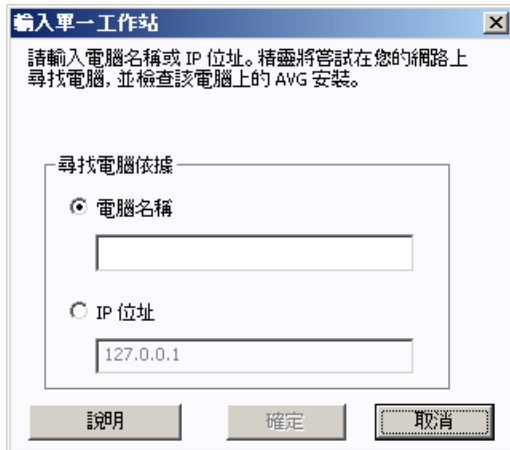 輸入單一工作站
請輸入電腦名稱或 IP 位址。精靈將嘗試在您的網路上
尋找電腦, 並檢查該電腦上的 AVG 安裝。
尋找電腦依據
電腦名稱
IP 位址
127.0.0.1
說明
確定
取消